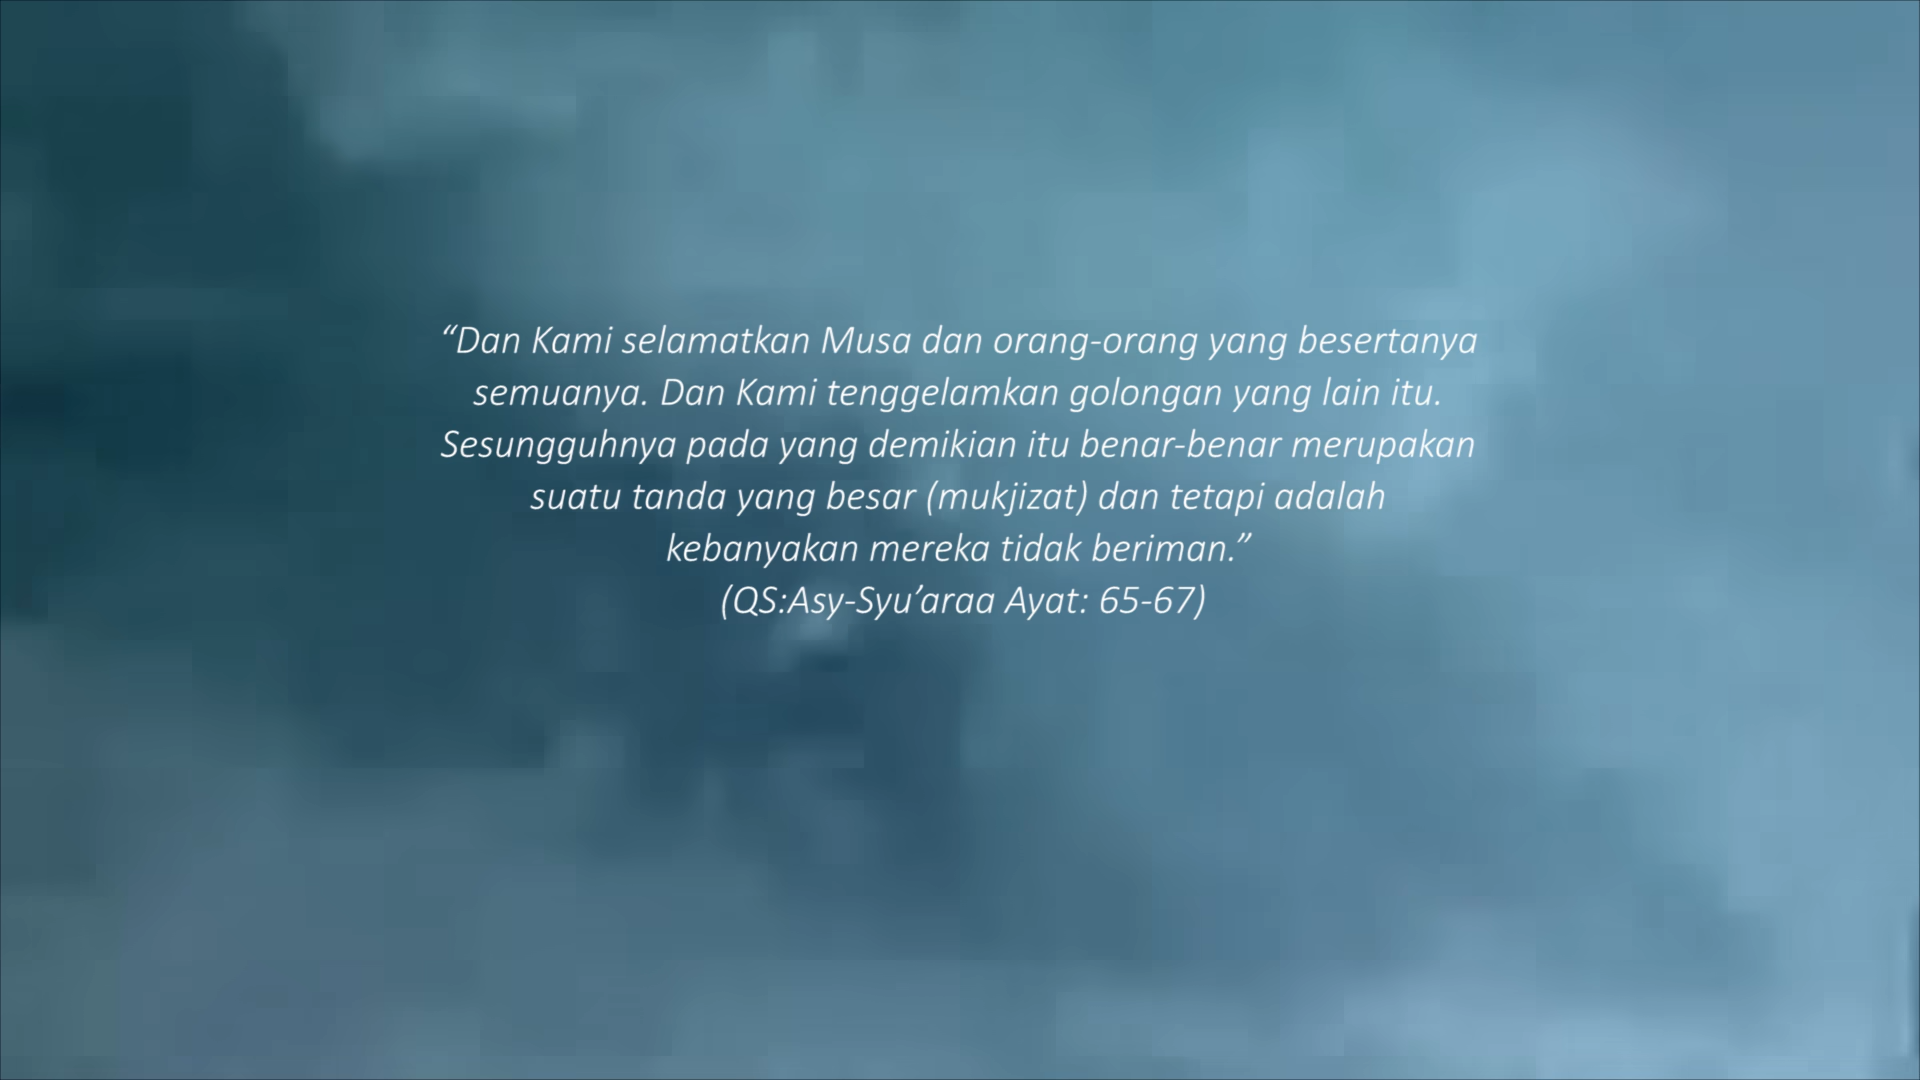 “Dan Kami selamatkan Musa dan orang-orang yang besertanya
semuanya. Dan Kami tenggelamkan golongan yang lain itu.
Sesungguhnya pada yang demikian itu benar-benar merupakan
suatu tanda yang besar (mukjizat) dan tetapi adalah
kebanyakan mereka tidak beriman.”
(QS:Asy-Syu’araa Ayat: 65-67)